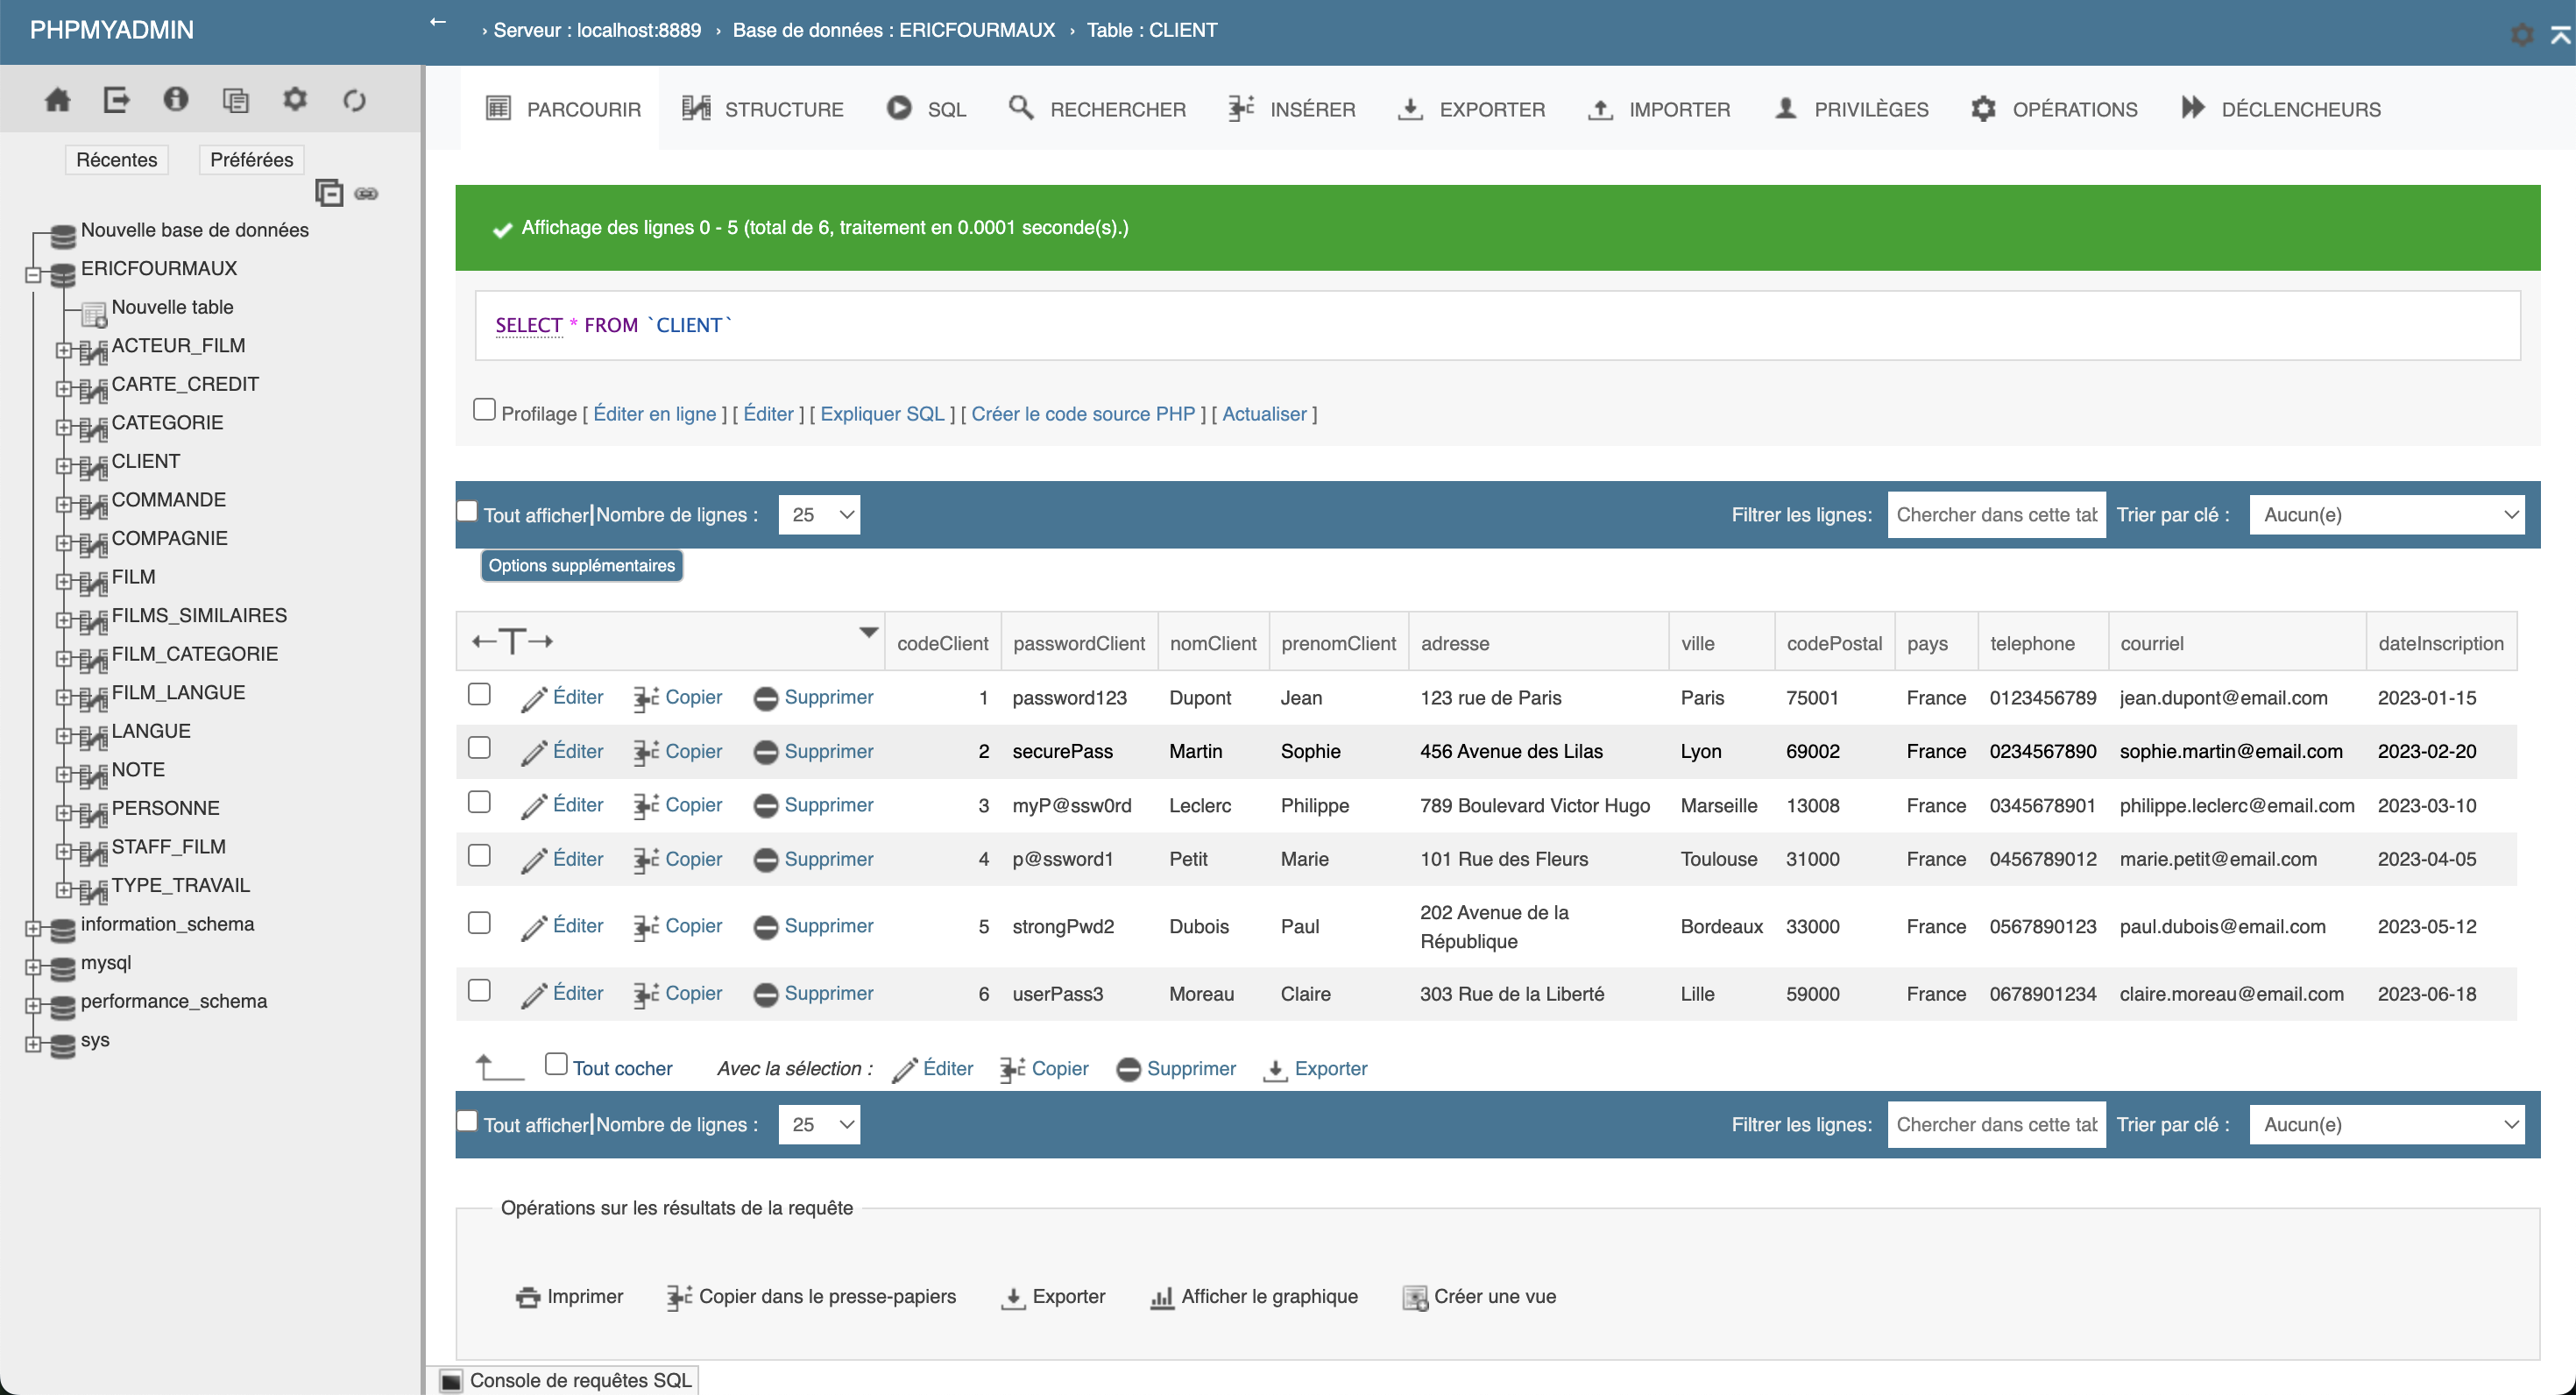 PHPMYADMIN
← › Serveur : localhost:8889 › Base de données : ERICFOURMAUX › Table : CLIENT
PARCOURIR STRUCTURE SQL RECHERCHER INSÉRER EXPORTER IMPORTER PRIVILÈGES OPÉRATIONS DÉCLENCHEURS
Récentes Préférées
Nouvelle base de données
ERICFOURMAUX
Nouvelle table
ACTEUR_FILM
CARTE_CREDIT
CATEGORIE
CLIENT
COMMANDE
COMPAGNIE
FILM
FILMS_SIMILAIRES
FILM_CATEGORIE
FILM_LANGUE
LANGUE
NOTE
PERSONNE
STAFF_FILM
TYPE_TRAVAIL
information_schema
mysql
performance_schema
sys
Affichage des lignes 0 - 5 (total de 6, traitement en 0.0001 seconde(s).)
SELECT * FROM `CLIENT`
Profilage [ Éditer en ligne ] [ Éditer ] [ Expliquer SQL ] [ Créer le code source PHP ] [ Actualiser ]
Tout afficher | Nombre de lignes : 25 Filtrer les lignes: Chercher dans cette tab Trier par clé : Aucun(e)
Options supplémentaires
←T→ codeClient passwordClient nomClient prenomClient adresse ville codePostal pays telephone courriel dateInscription
Éditer Copier Supprimer 1 password123 Dupont Jean 123 rue de Paris Paris 75001 France 0123456789 jean.dupont@email.com 2023-01-15
Éditer Copier Supprimer 2 securePass Martin Sophie 456 Avenue des Lilas Lyon 69002 France 0234567890 sophie.martin@email.com 2023-02-20
Éditer Copier Supprimer 3 myP@ssw0rd Leclerc Philippe 789 Boulevard Victor Hugo Marseille 13008 France 0345678901 philippe.leclerc@email.com 2023-03-10
Éditer Copier Supprimer 4 p@ssword1 Petit Marie 101 Rue des Fleurs Toulouse 31000 France 0456789012 marie.petit@email.com 2023-04-05
Éditer Copier Supprimer 5 strongPwd2 Dubois Paul 202 Avenue de la République Bordeaux 33000 France 0567890123 paul.dubois@email.com 2023-05-12
Éditer Copier Supprimer 6 userPass3 Moreau Claire 303 Rue de la Liberté Lille 59000 France 0678901234 claire.moreau@email.com 2023-06-18
Tout cocher Avec la sélection : Éditer Copier Supprimer Exporter
Tout afficher | Nombre de lignes : 25 Filtrer les lignes: Chercher dans cette tab Trier par clé : Aucun(e)
Opérations sur les résultats de la requête
Imprimer Copier dans le presse-papiers Exporter Afficher le graphique Créer une vue
Console de requêtes SQL